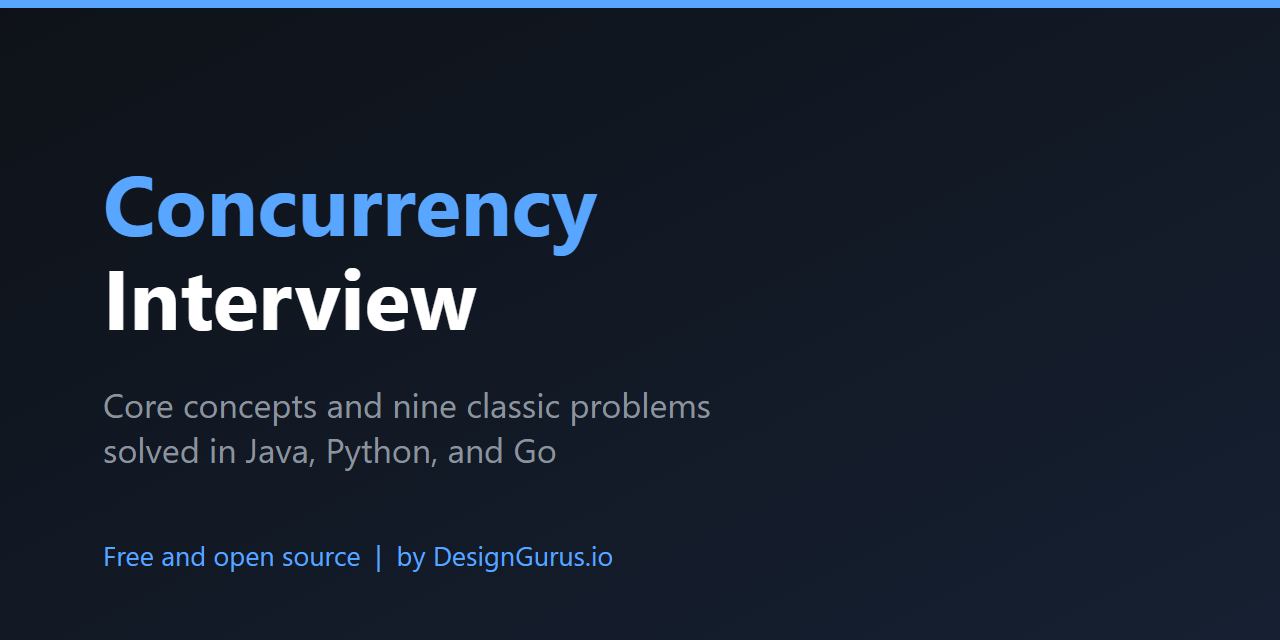 Concurrency
Interview
Core concepts and nine classic problems
solved in Java, Python, and Go
Free and open source | by DesignGurus.io